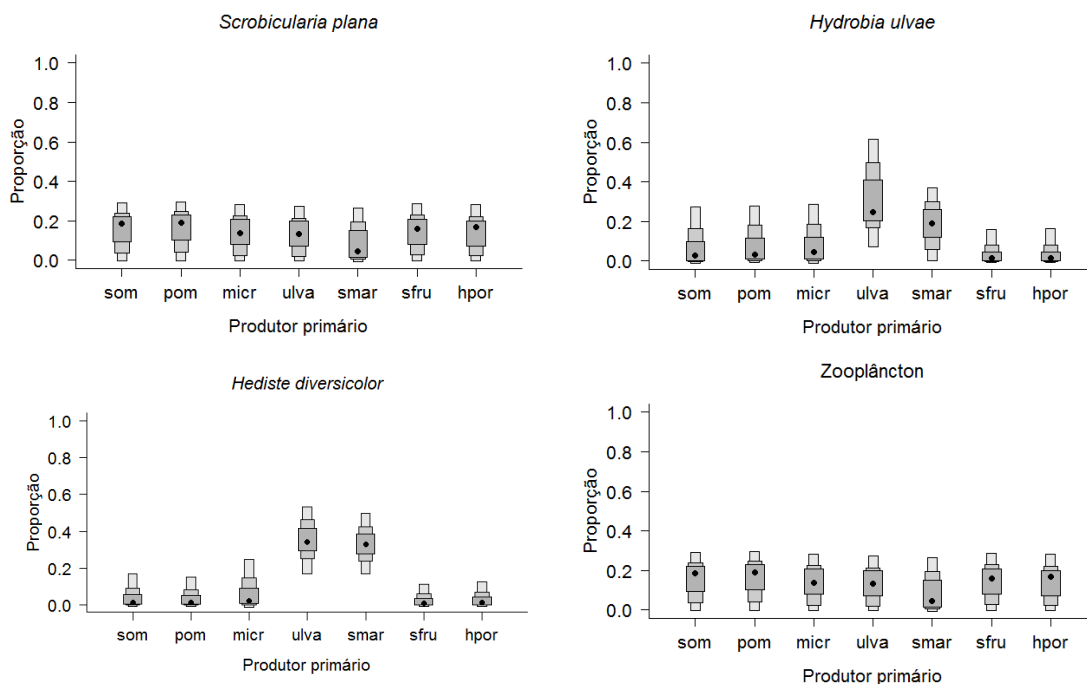 Scrobicularia plana
Proporção
1.0
0.8
0.6
0.4
0.2
0.0
som pom micr ulva smar sfru hpor
Produtor primário
Hydrobia ulvae
Proporção
1.0
0.8
0.6
0.4
0.2
0.0
som pom micr ulva smar sfru hpor
Produtor primário
Hediste diversicolor
Proporção
1.0
0.8
0.6
0.4
0.2
0.0
som pom micr ulva smar sfru hpor
Produtor primário
Zooplâncton
Proporção
1.0
0.8
0.6
0.4
0.2
0.0
som pom micr ulva smar sfru hpor
Produtor primário